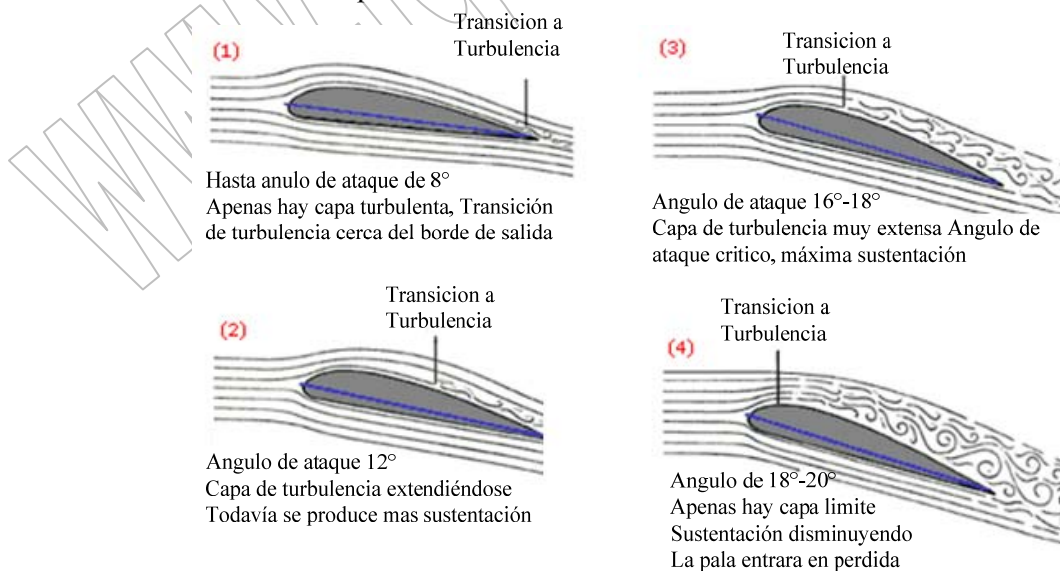 (1)
Transicion a
Turbulencia
Hasta anulo de ataque de 8°
Apenas hay capa turbulenta, Transición
de turbulencia cerca del borde de salida
(2)
Transicion a
Turbulencia
Angulo de ataque 12°
Capa de turbulencia extendiéndose
Todavía se produce mas sustentación
(3)
Transicion a
Turbulencia
Angulo de ataque 16°-18°
Capa de turbulencia muy extensa Angulo de
ataque critico, máxima sustentación
(4)
Transicion a
Turbulencia
Angulo de 18°-20°
Apenas hay capa limite
Sustentación disminuyendo
La pala entrara en perdida